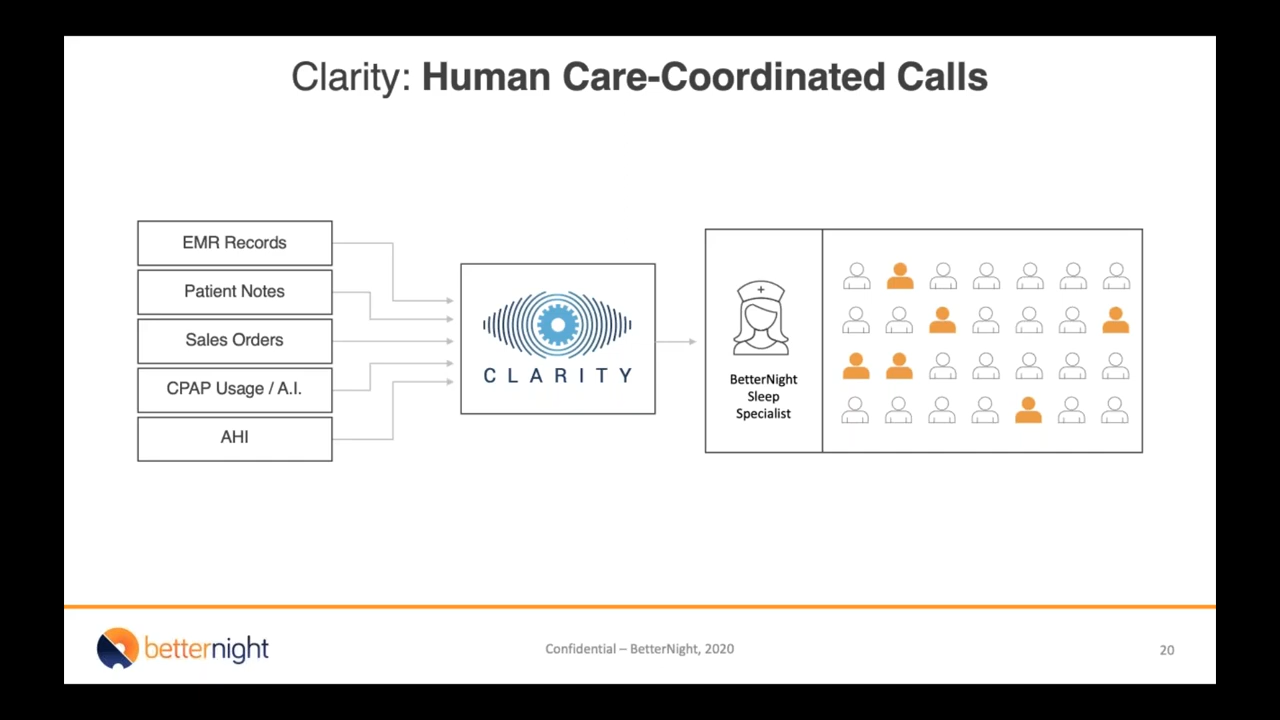 Clarity: Human Care-Coordinated Calls
EMR Records
Patient Notes
Sales Orders
CPAP Usage / A.I.
AHI
CLARITY
BetterNight
Sleep
Specialist
betternight
Confidential – BetterNight, 2020
20